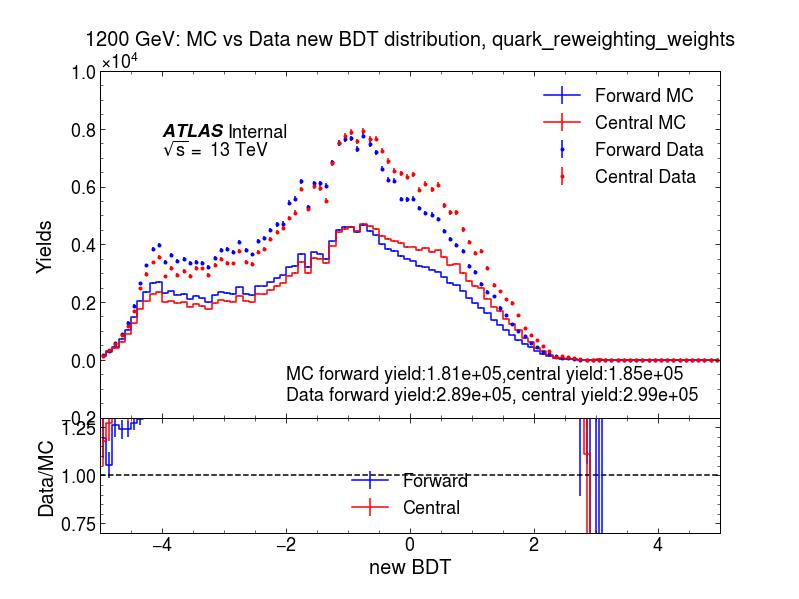 1200 GeV: MC vs Data new BDT distribution, quark_reweighting_weights
×10⁴
1.0
0.8
0.6
0.4
0.2
0.0
0.2
Yields
ATLAS Internal
√s = 13 TeV
Forward MC
Central MC
Forward Data
Central Data
MC forward yield:1.81e+05,central yield:1.85e+05
Data forward yield:2.89e+05, central yield:2.99e+05
1.25
1.00
0.75
Data/MC
Forward
Central
−4 −2 0 2 4
new BDT